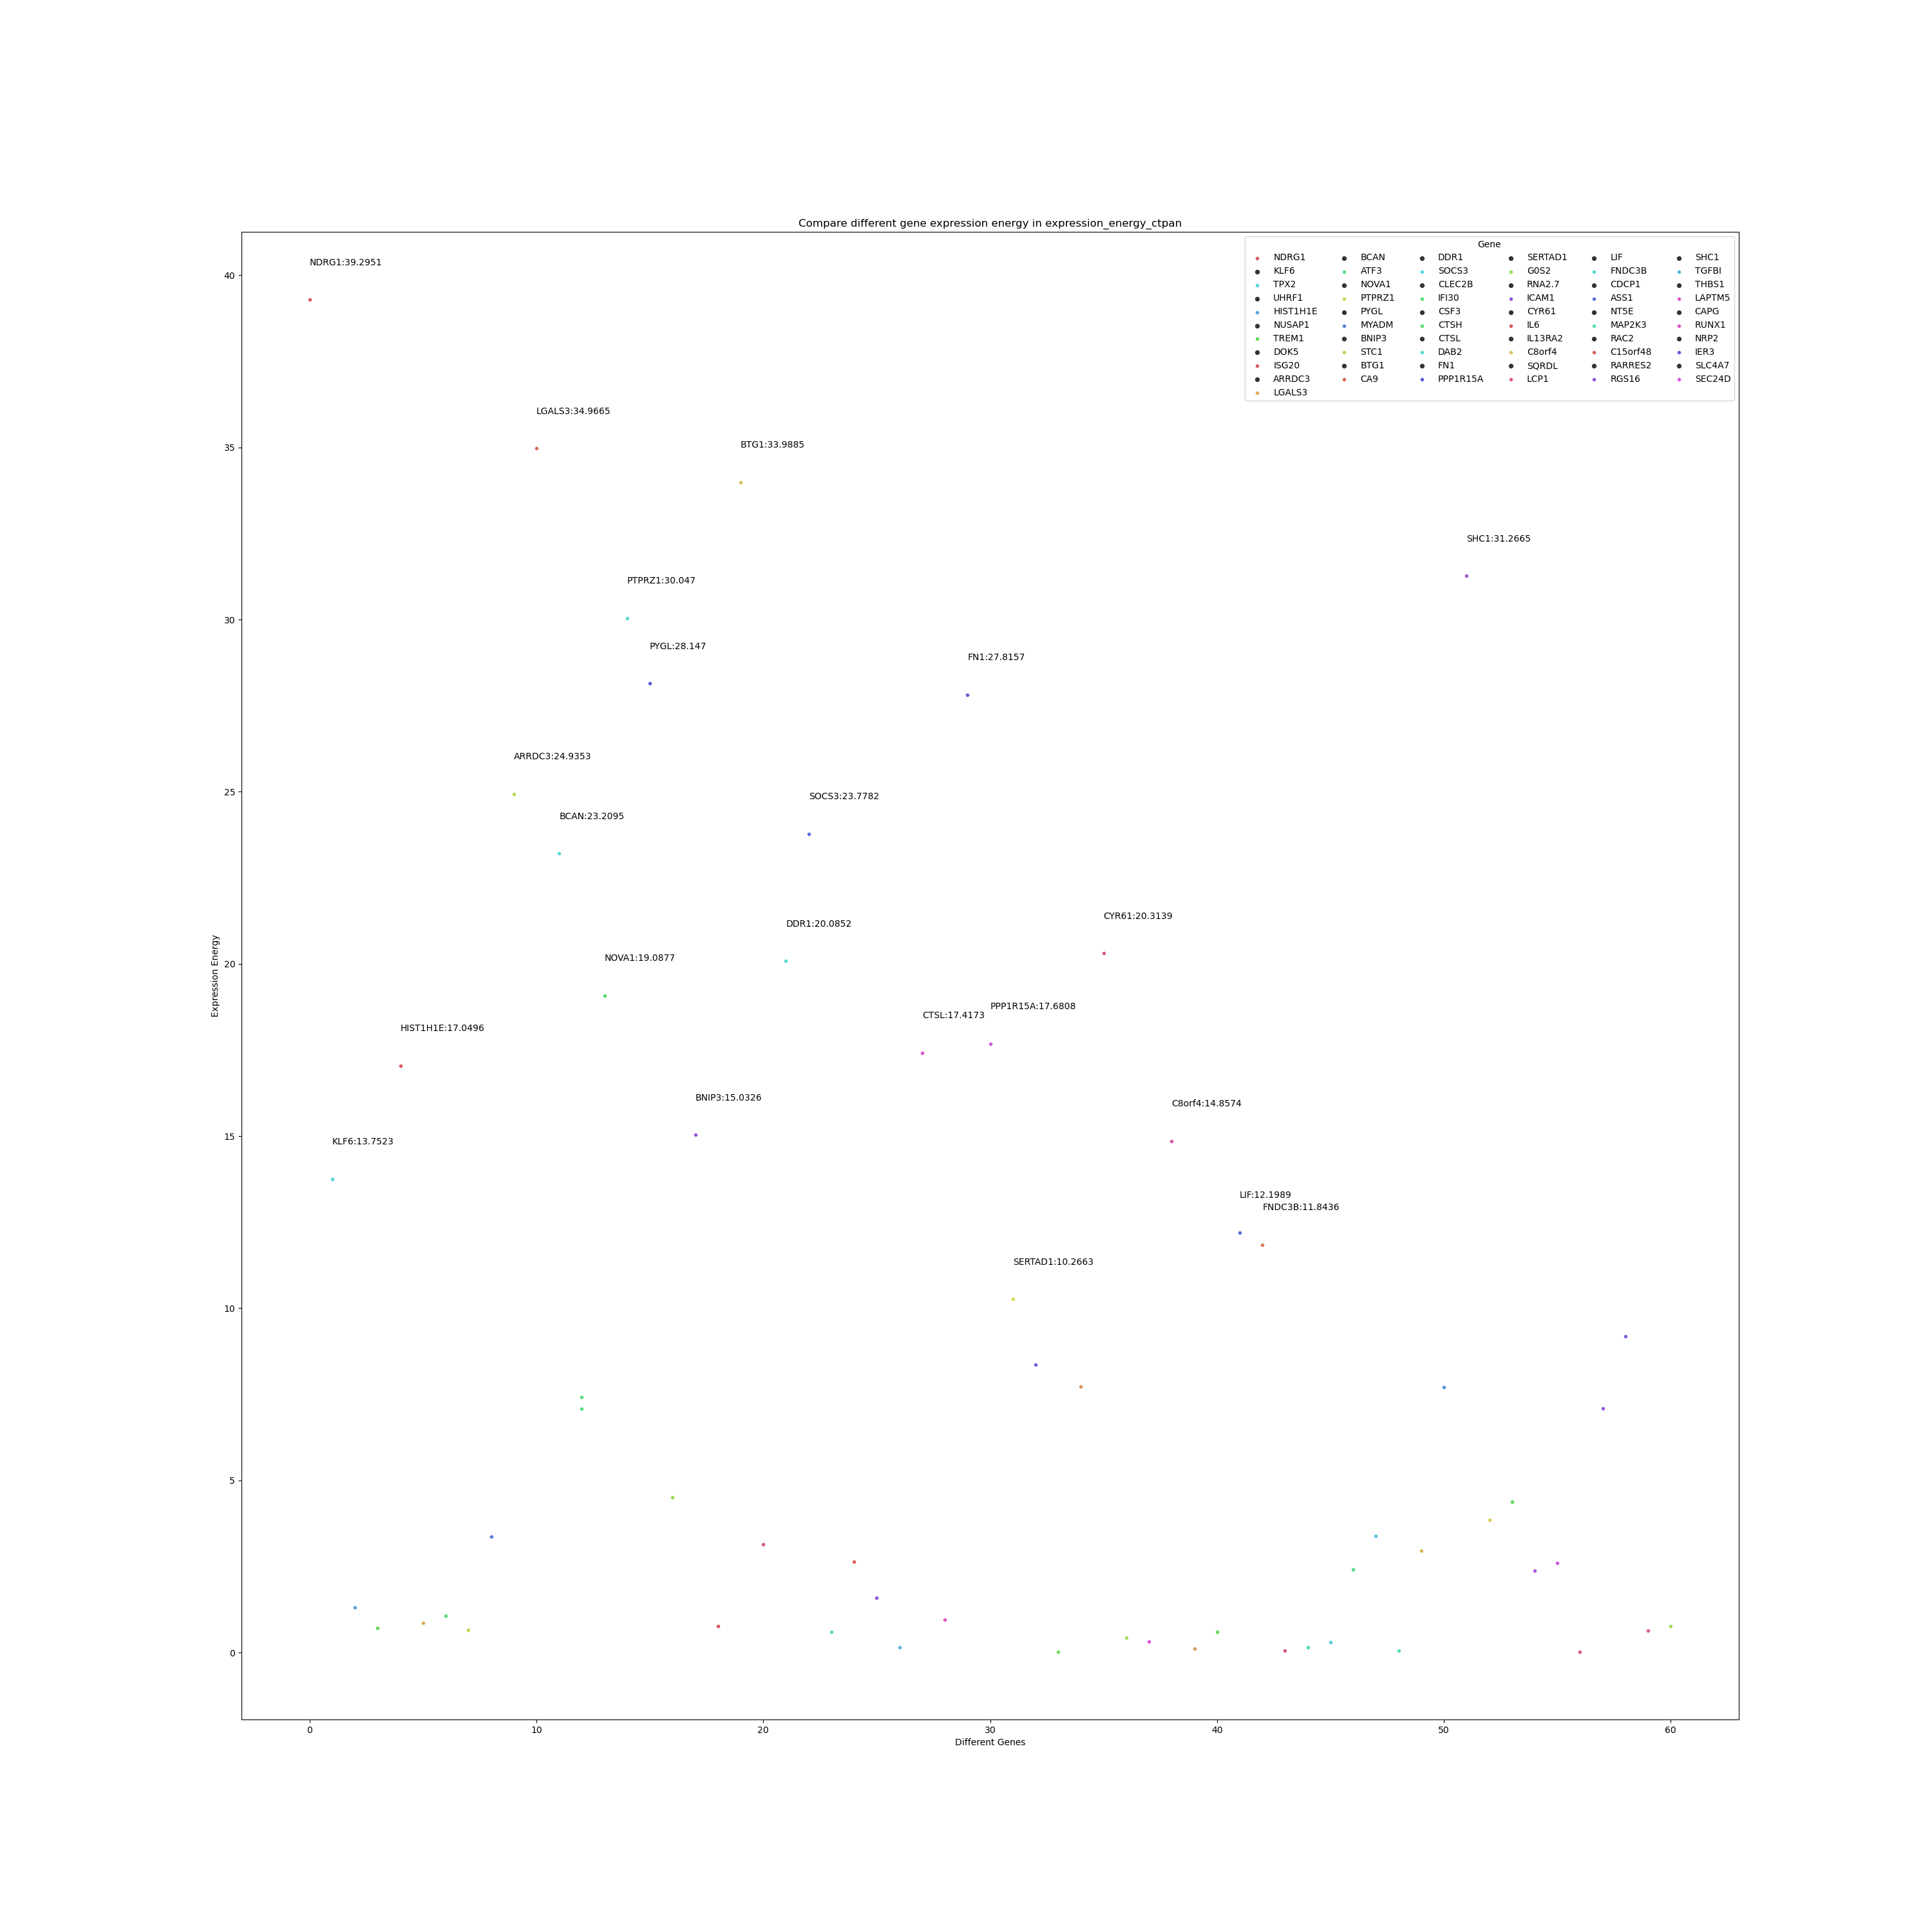 Compare different gene expression energy in expression_energy_ctpan
Gene
NDRG1 BCAN DDR1 SERTAD1 LIF SHC1
KLF6 ATF3 SOCS3 G0S2 FNDC3B TGFBI
TPX2 NOVA1 CLEC2B RNA2.7 CDCP1 THBS1
UHRF1 PTPRZ1 IFI30 ICAM1 ASS1 LAPTM5
HIST1H1E PYGL CSF3 CYR61 NT5E CAPG
NUSAP1 MYADM CTSH IL6 MAP2K3 RUNX1
TREM1 BNIP3 CTSL IL13RA2 RAC2 NRP2
DOK5 STC1 DAB2 C8orf4 C15orf48 IER3
ISG20 BTG1 FN1 SQRDL RARRES2 SLC4A7
ARRDC3 CA9 PPP1R15A LCP1 RGS16 SEC24D
LGALS3
NDRG1:39.2951
LGALS3:34.9665
BTG1:33.9885
SHC1:31.2665
PTPRZ1:30.047
PYGL:28.147
FN1:27.8157
ARRDC3:24.9353
SOCS3:23.7782
BCAN:23.2095
CYR61:20.3139
DDR1:20.0852
NOVA1:19.0877
PPP1R15A:17.6808
CTSL:17.4173
HIST1H1E:17.0496
BNIP3:15.0326
C8orf4:14.8574
KLF6:13.7523
LIF:12.1989
FNDC3B:11.8436
SERTAD1:10.2663
40
35
30
25
20
15
10
5
0
Expression Energy
0 10 20 30 40 50 60
Different Genes